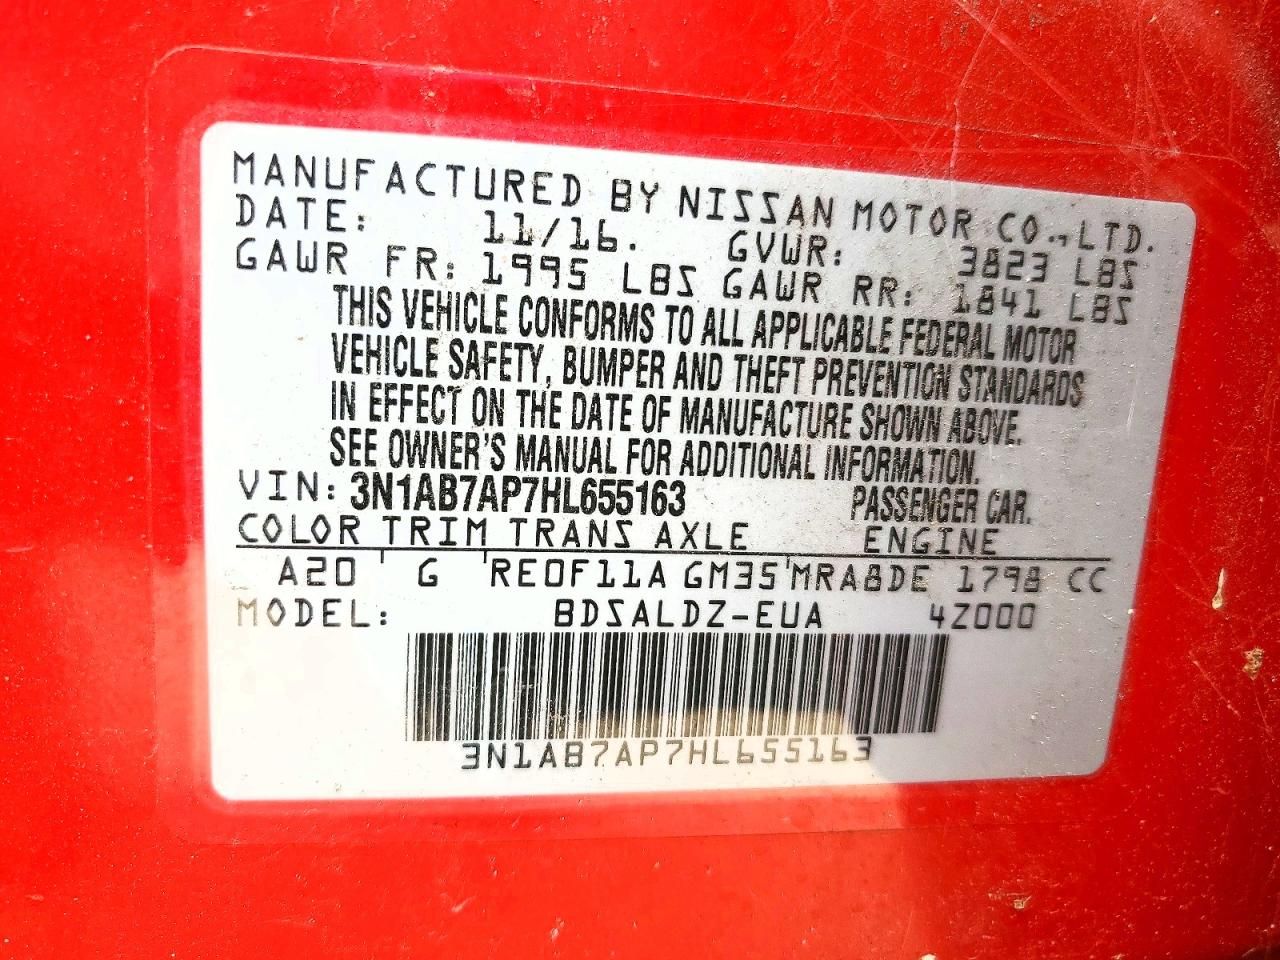 MANUFACTURED BY NISSAN MOTOR CO.,LTD.
DATE: 11/16. GVWR: 3823 LBS
GAWR FR: 1995 LBS GAWR RR: 1841 LBS
THIS VEHICLE CONFORMS TO ALL APPLICABLE FEDERAL MOTOR
VEHICLE SAFETY, BUMPER AND THEFT PREVENTION STANDARDS
IN EFFECT ON THE DATE OF MANUFACTURE SHOWN ABOVE.
SEE OWNER'S MANUAL FOR ADDITIONAL INFORMATION.
VIN: 3N1AB7AP7HL655163 PASSENGER CAR.
COLOR TRIM TRANS AXLE ENGINE
A20 G RE0F11A GM35 MRA8DE 1798 CC
MODEL: BDSALDZ-EUA 4Z000
3N1AB7AP7HL655163